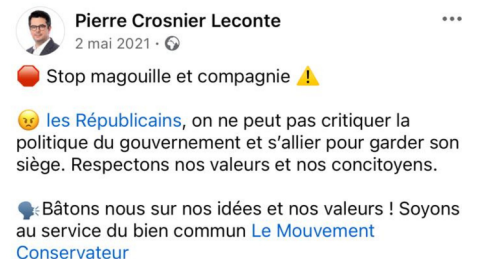 Pierre Crosnier Leconte
2 mai 2021 ·
🛑 Stop magouille et compagnie ⚠️
😠 les Républicains, on ne peut pas critiquer la
politique du gouvernement et s’allier pour garder son
siège. Respectons nos valeurs et nos concitoyens.
🗣️Bâtons nous sur nos idées et nos valeurs ! Soyons
au service du bien commun Le Mouvement
Conservateur